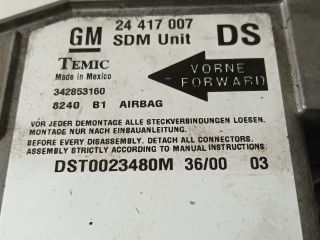 GM 24 417 007 DS
SDM Unit
TEMIC
Made in Mexico
VORNE
FORWARD
342853160
8240 B1 AIRBAG
VOR JEDER DEMONTAGE ALLE STECKVERBINDUNGEN LOESEN.
MONTAGE NUR NACH EINBAUANLEITUNG.
BEFORE EVERY DISASSEMBLY. DETACH ALL CONNECTORS.
ASSEMBLY STRICTLY ACCORDING TO MANUAL INSTRUCTIONS.
DST0023480M 36/00 03